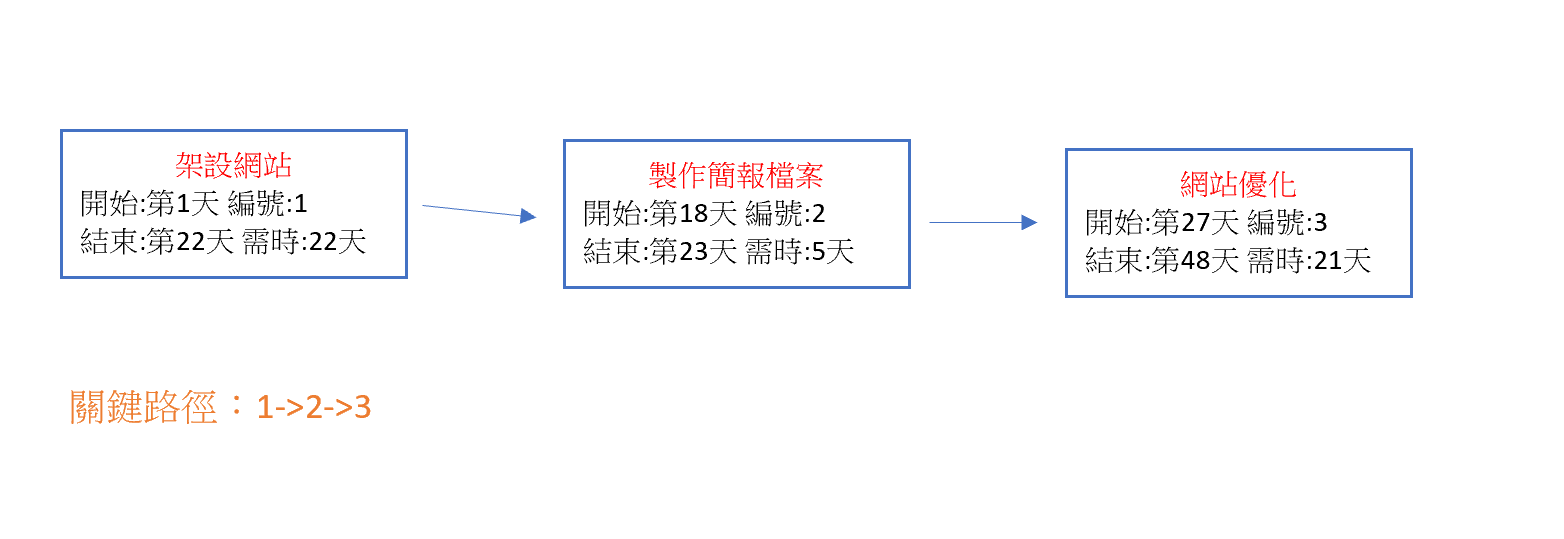 架設網站
開始:第1天 編號:1
結束:第22天 需時:22天
製作簡報檔案
開始:第18天 編號:2
結束:第23天 需時:5天
網站優化
開始:第27天 編號:3
結束:第48天 需時:21天
關鍵路徑：1->2->3